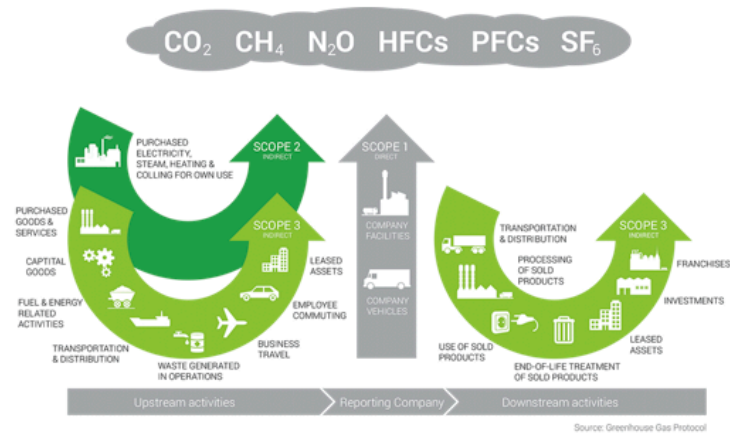 CO₂ CH₄ N₂O HFCs PFCs SF₆
PURCHASED
ELECTRICITY,
STEAM, HEATING &
COLLING FOR OWN USE
SCOPE 2
INDIRECT
SCOPE 1
DIRECT
COMPANY
FACILITIES
COMPANY
VEHICLES
PURCHASED
GOODS &
SERVICES
CAPTITAL
GOODS
FUEL & ENERGY
RELATED
ACTIVITIES
TRANSPORTATION
& DISTRIBUTION
WASTE GENERATED
IN OPERATIONS
BUSINESS
TRAVEL
EMPLOYEE
COMMUTING
LEASED
ASSETS
SCOPE 3
INDIRECT
TRANSPORTATION
& DISTRIBUTION
PROCESSING
OF SOLD
PRODUCTS
USE OF SOLD
PRODUCTS
END-OF-LIFE TREATMENT
OF SOLD PRODUCTS
LEASED
ASSETS
INVESTMENTS
FRANCHISES
SCOPE 3
INDIRECT
Upstream activities
Reporting Company
Downstream activities
Source: Greenhouse Gas Protocol